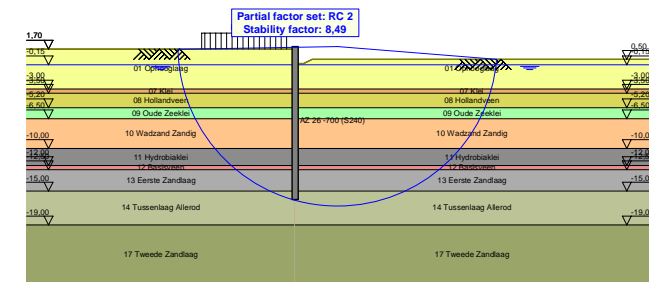 Partial factor set: RC 2
Stability factor: 8,49
1,70
0,50
-0,15
-0,15
01 Ophooglaag
01 Ophooglaag
-3,00
-3,00
07 Klei
07 Klei
-5,20
-5,20
08 Hollandveen
08 Hollandveen
-6,50
-6,50
09 Oude Zeeklei
09 Oude Zeeklei
AZ 26 -700 (S240)
10 Wadzand Zandig
10 Wadzand Zandig
-10,00
-10,00
11 Hydrobiaklei
11 Hydrobiaklei
-12,00
-12,00
12 Basisveen
12 Basisveen
13 Eerste Zandlaag
13 Eerste Zandlaag
-15,00
-15,00
14 Tussenlaag Allerod
14 Tussenlaag Allerod
-19,00
-19,00
17 Tweede Zandlaag
17 Tweede Zandlaag